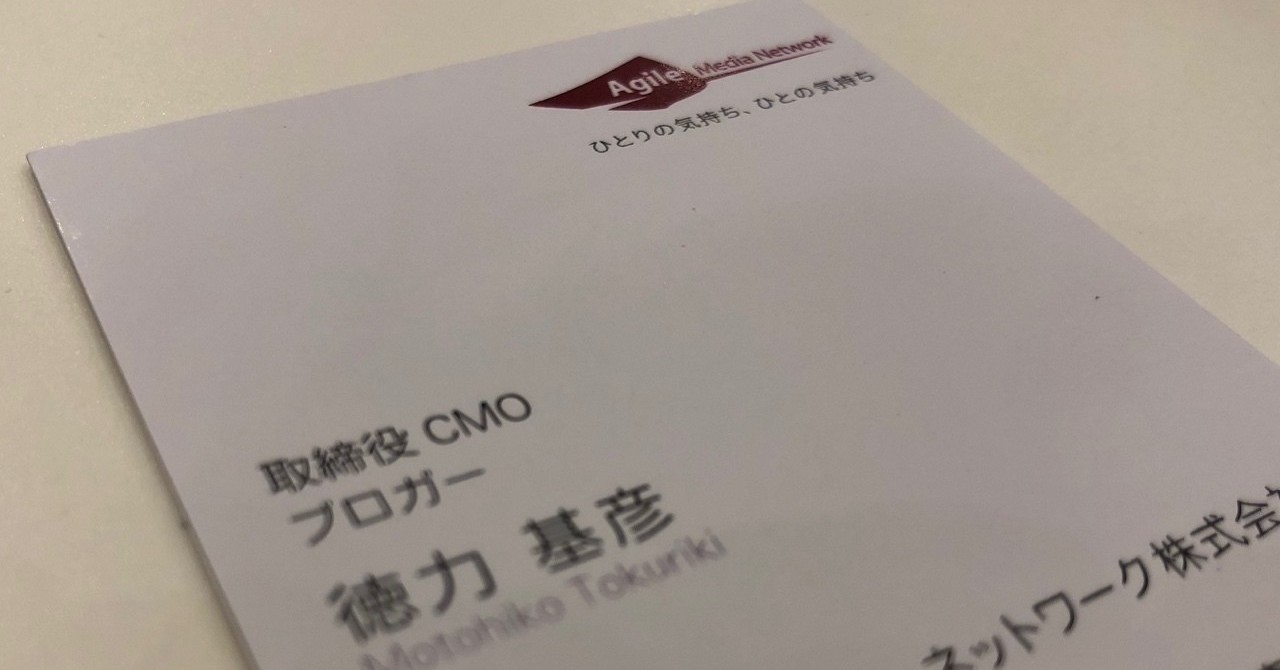 Agile Media Network
ひとりの気持ち、ひとの気持ち
取締役 CMO
ブロガー
徳力 基彦
Motohiko Tokuriki
ネットワーク株式会社